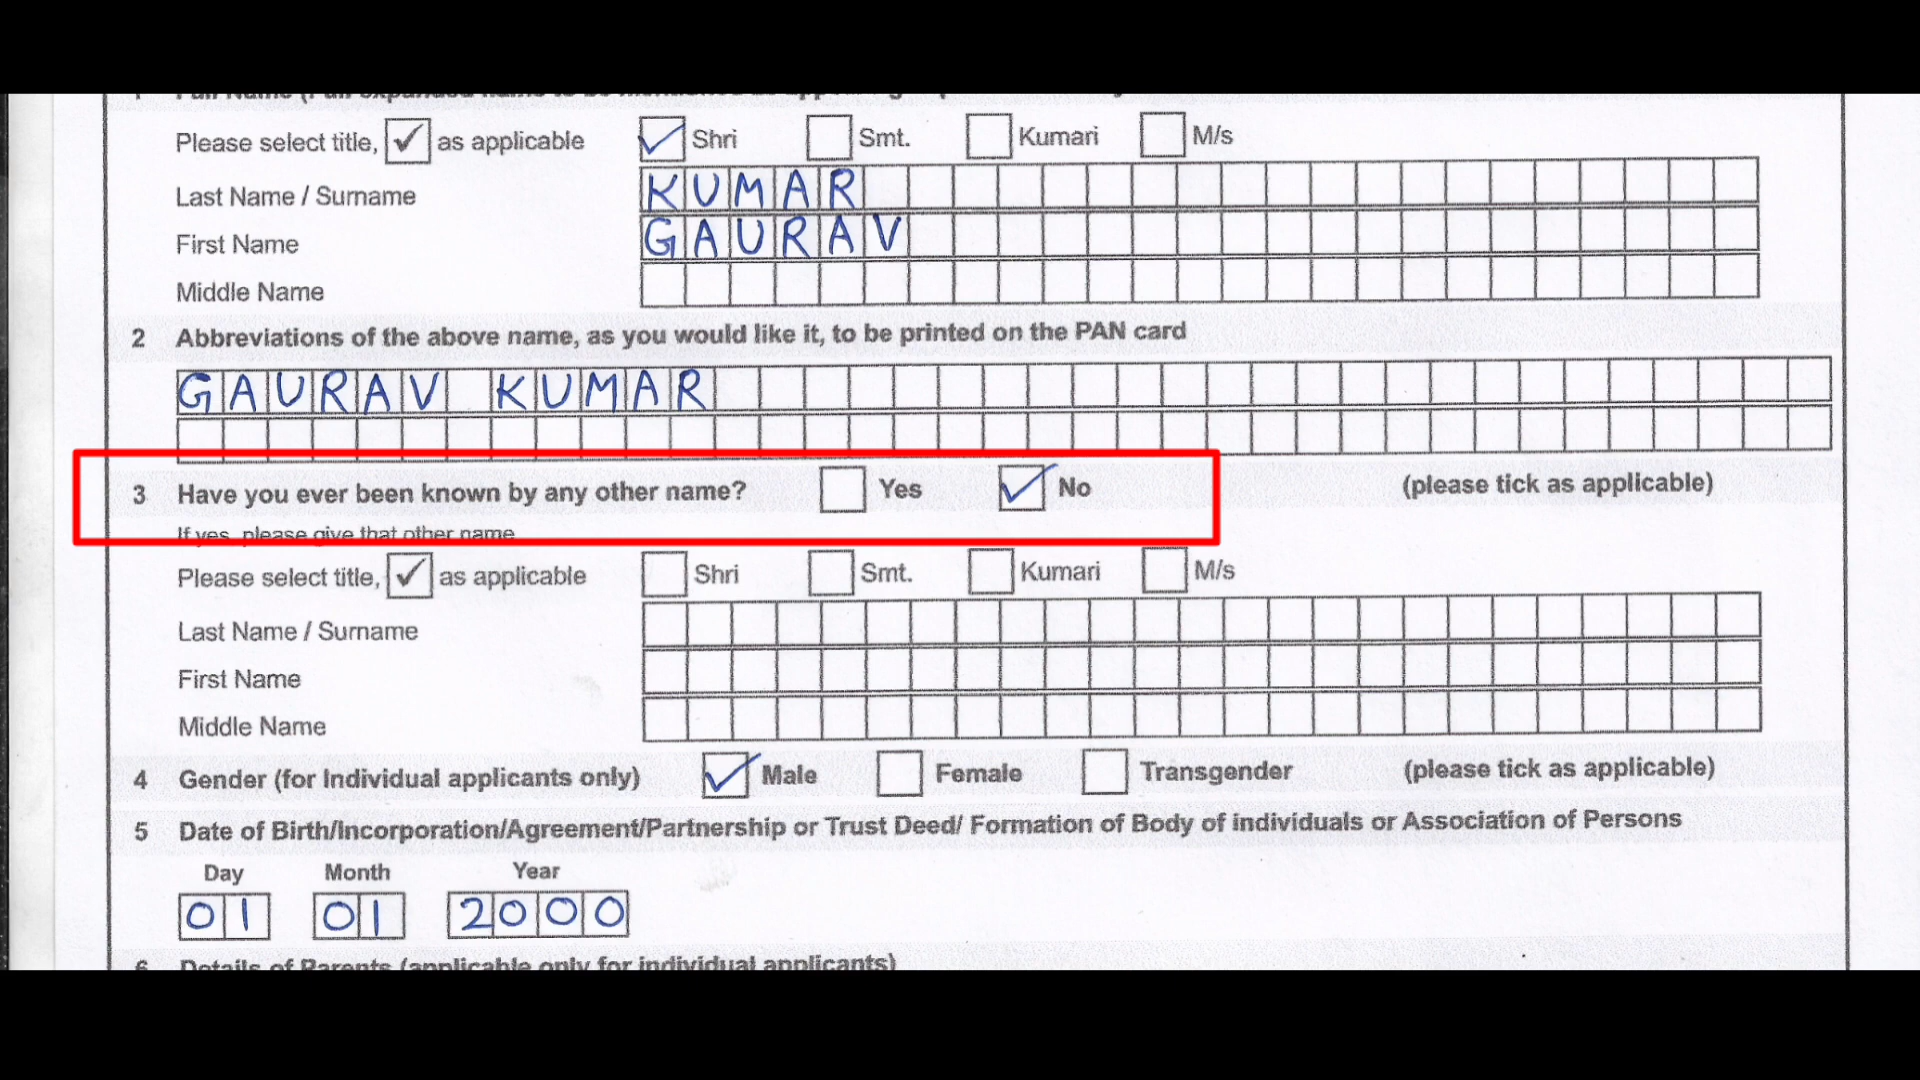 Please select title, ✓ as applicable ✓ Shri Smt. Kumari M/s
Last Name / Surname KUMAR
First Name GAURAV
Middle Name
2 Abbreviations of the above name, as you would like it, to be printed on the PAN card
GAURAV KUMAR
3 Have you ever been known by any other name? Yes ✓ No (please tick as applicable)
If yes, please give that other name
Please select title, ✓ as applicable Shri Smt. Kumari M/s
Last Name / Surname
First Name
Middle Name
4 Gender (for Individual applicants only) ✓ Male Female Transgender (please tick as applicable)
5 Date of Birth/Incorporation/Agreement/Partnership or Trust Deed/ Formation of Body of individuals or Association of Persons
Day Month Year
01 01 2000
6 Details of Parents (applicable only for individual applicants)